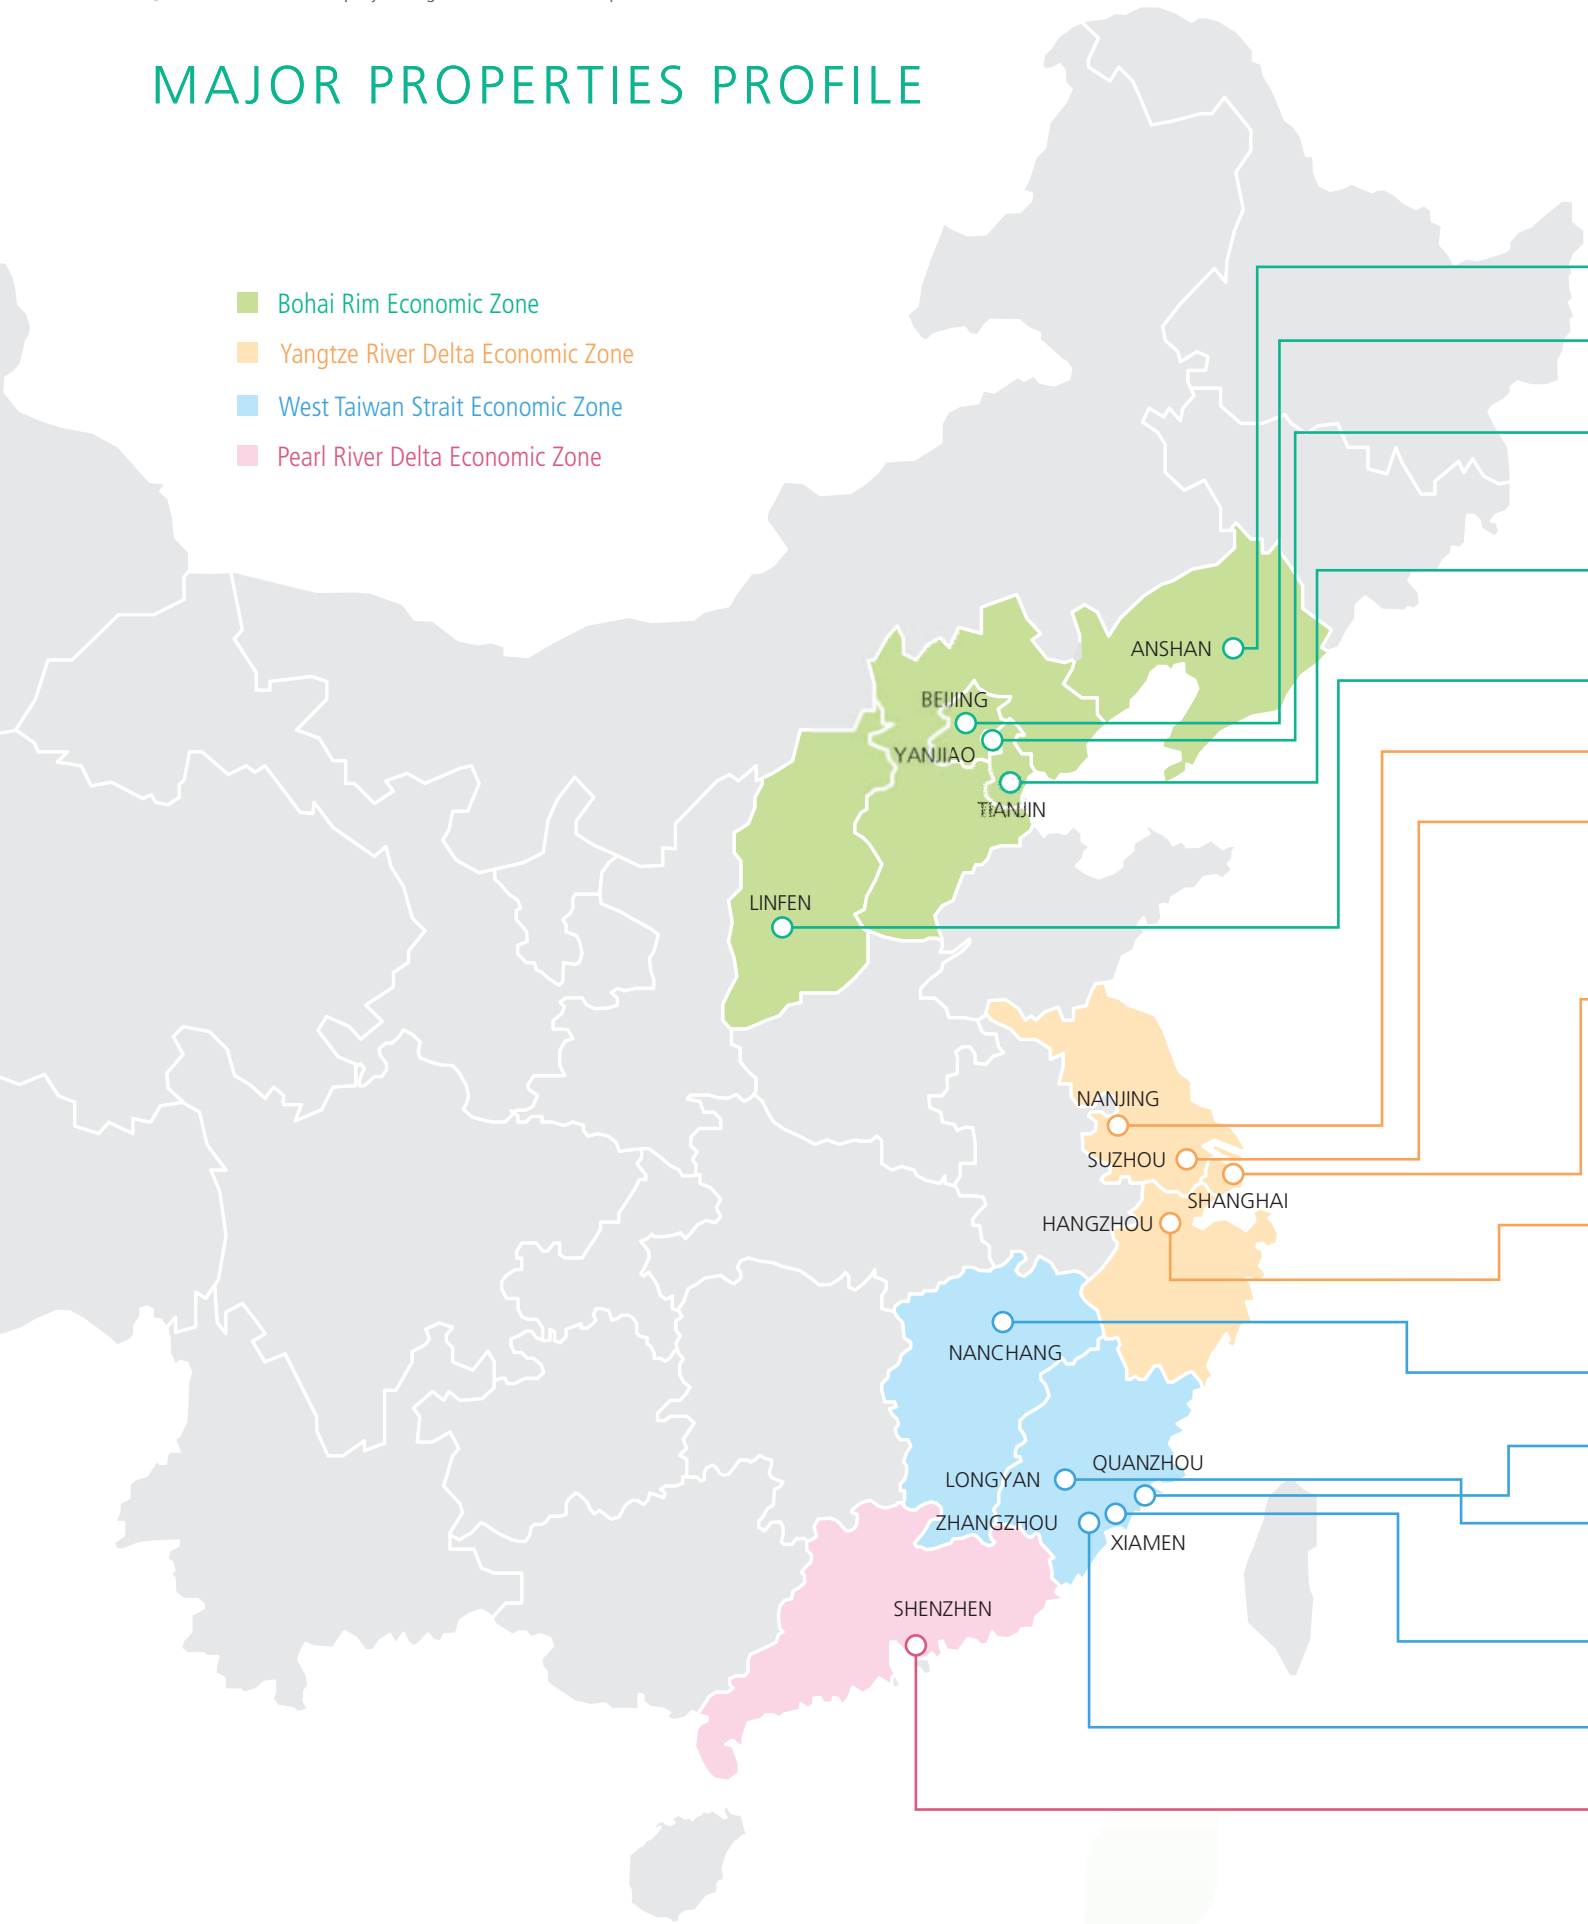 MAJOR PROPERTIES PROFILE
Bohai Rim Economic Zone
Yangtze River Delta Economic Zone
West Taiwan Strait Economic Zone
Pearl River Delta Economic Zone
ANSHAN
BEIJING
YANJIAO
TIANJIN
LINFEN
NANJING
SUZHOU
SHANGHAI
HANGZHOU
NANCHANG
QUANZHOU
LONGYAN
ZHANGZHOU
XIAMEN
SHENZHEN